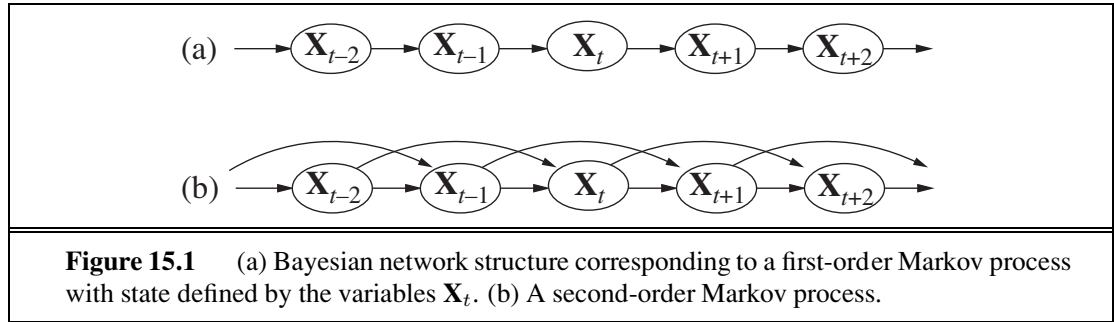 (a) X_{t–2} X_{t–1} X_t X_{t+1} X_{t+2}
(b) X_{t–2} X_{t–1} X_t X_{t+1} X_{t+2}
Figure 15.1 (a) Bayesian network structure corresponding to a first-order Markov process
with state defined by the variables X_t. (b) A second-order Markov process.